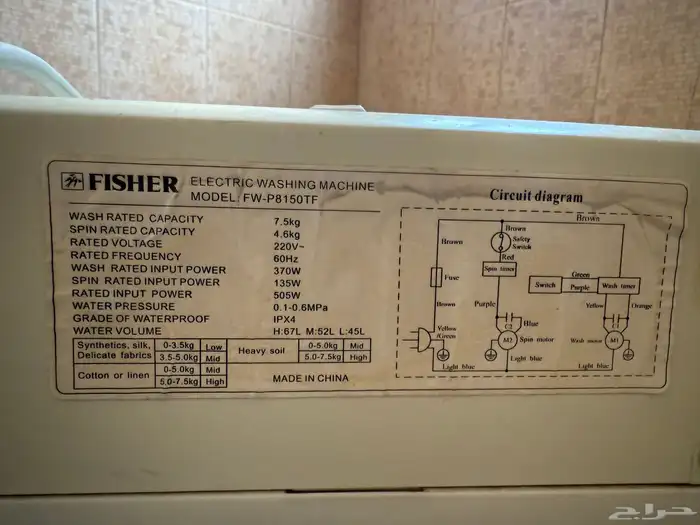 FISHER
ELECTRIC WASHING MACHINE
MODEL: FW-P8150TF
WASH RATED CAPACITY 7.5kg
SPIN RATED CAPACITY 4.6kg
RATED VOLTAGE 220V~
RATED FREQUENCY 60Hz
WASH RATED INPUT POWER 370W
SPIN RATED INPUT POWER 135W
RATED INPUT POWER 505W
WATER PRESSURE 0.1-0.6MPa
GRADE OF WATERPROOF IPX4
WATER VOLUME H:67L M:52L L:45L
Synthetics, silk, Delicate fabrics
0-3.5kg Low
3.5-5.0kg Mid
Cotton or linen
0-5.0kg Mid
5.0-7.5kg High
Heavy soil
0-5.0kg Mid
5.0-7.5kg High
MADE IN CHINA
Circuit diagram
Brown
Brown
Brown
Safety
Switch
Red
Spin timer
Fuse
Green
Switch
Purple
Wash timer
Brown
Purple
Yellow
Orange
Yellow
/Green
C2
Blue
C1
M2
Spin motor
Wash motor
M1
Light blue
Light blue
Light blue
حراج